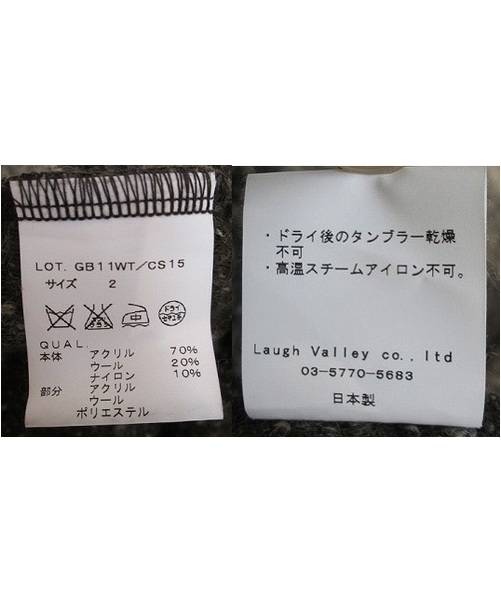 LOT. GB11WT/CS15
サイズ 2
中
ドライ
QUAL.
本体 アクリル 70%
ウール 20%
ナイロン 10%
部分 アクリル
ウール
ポリエステル
・ドライ後のタンブラー乾燥
不可
・高温スチームアイロン不可。
Laugh Valley co., ltd
03-5770-5683
日本製